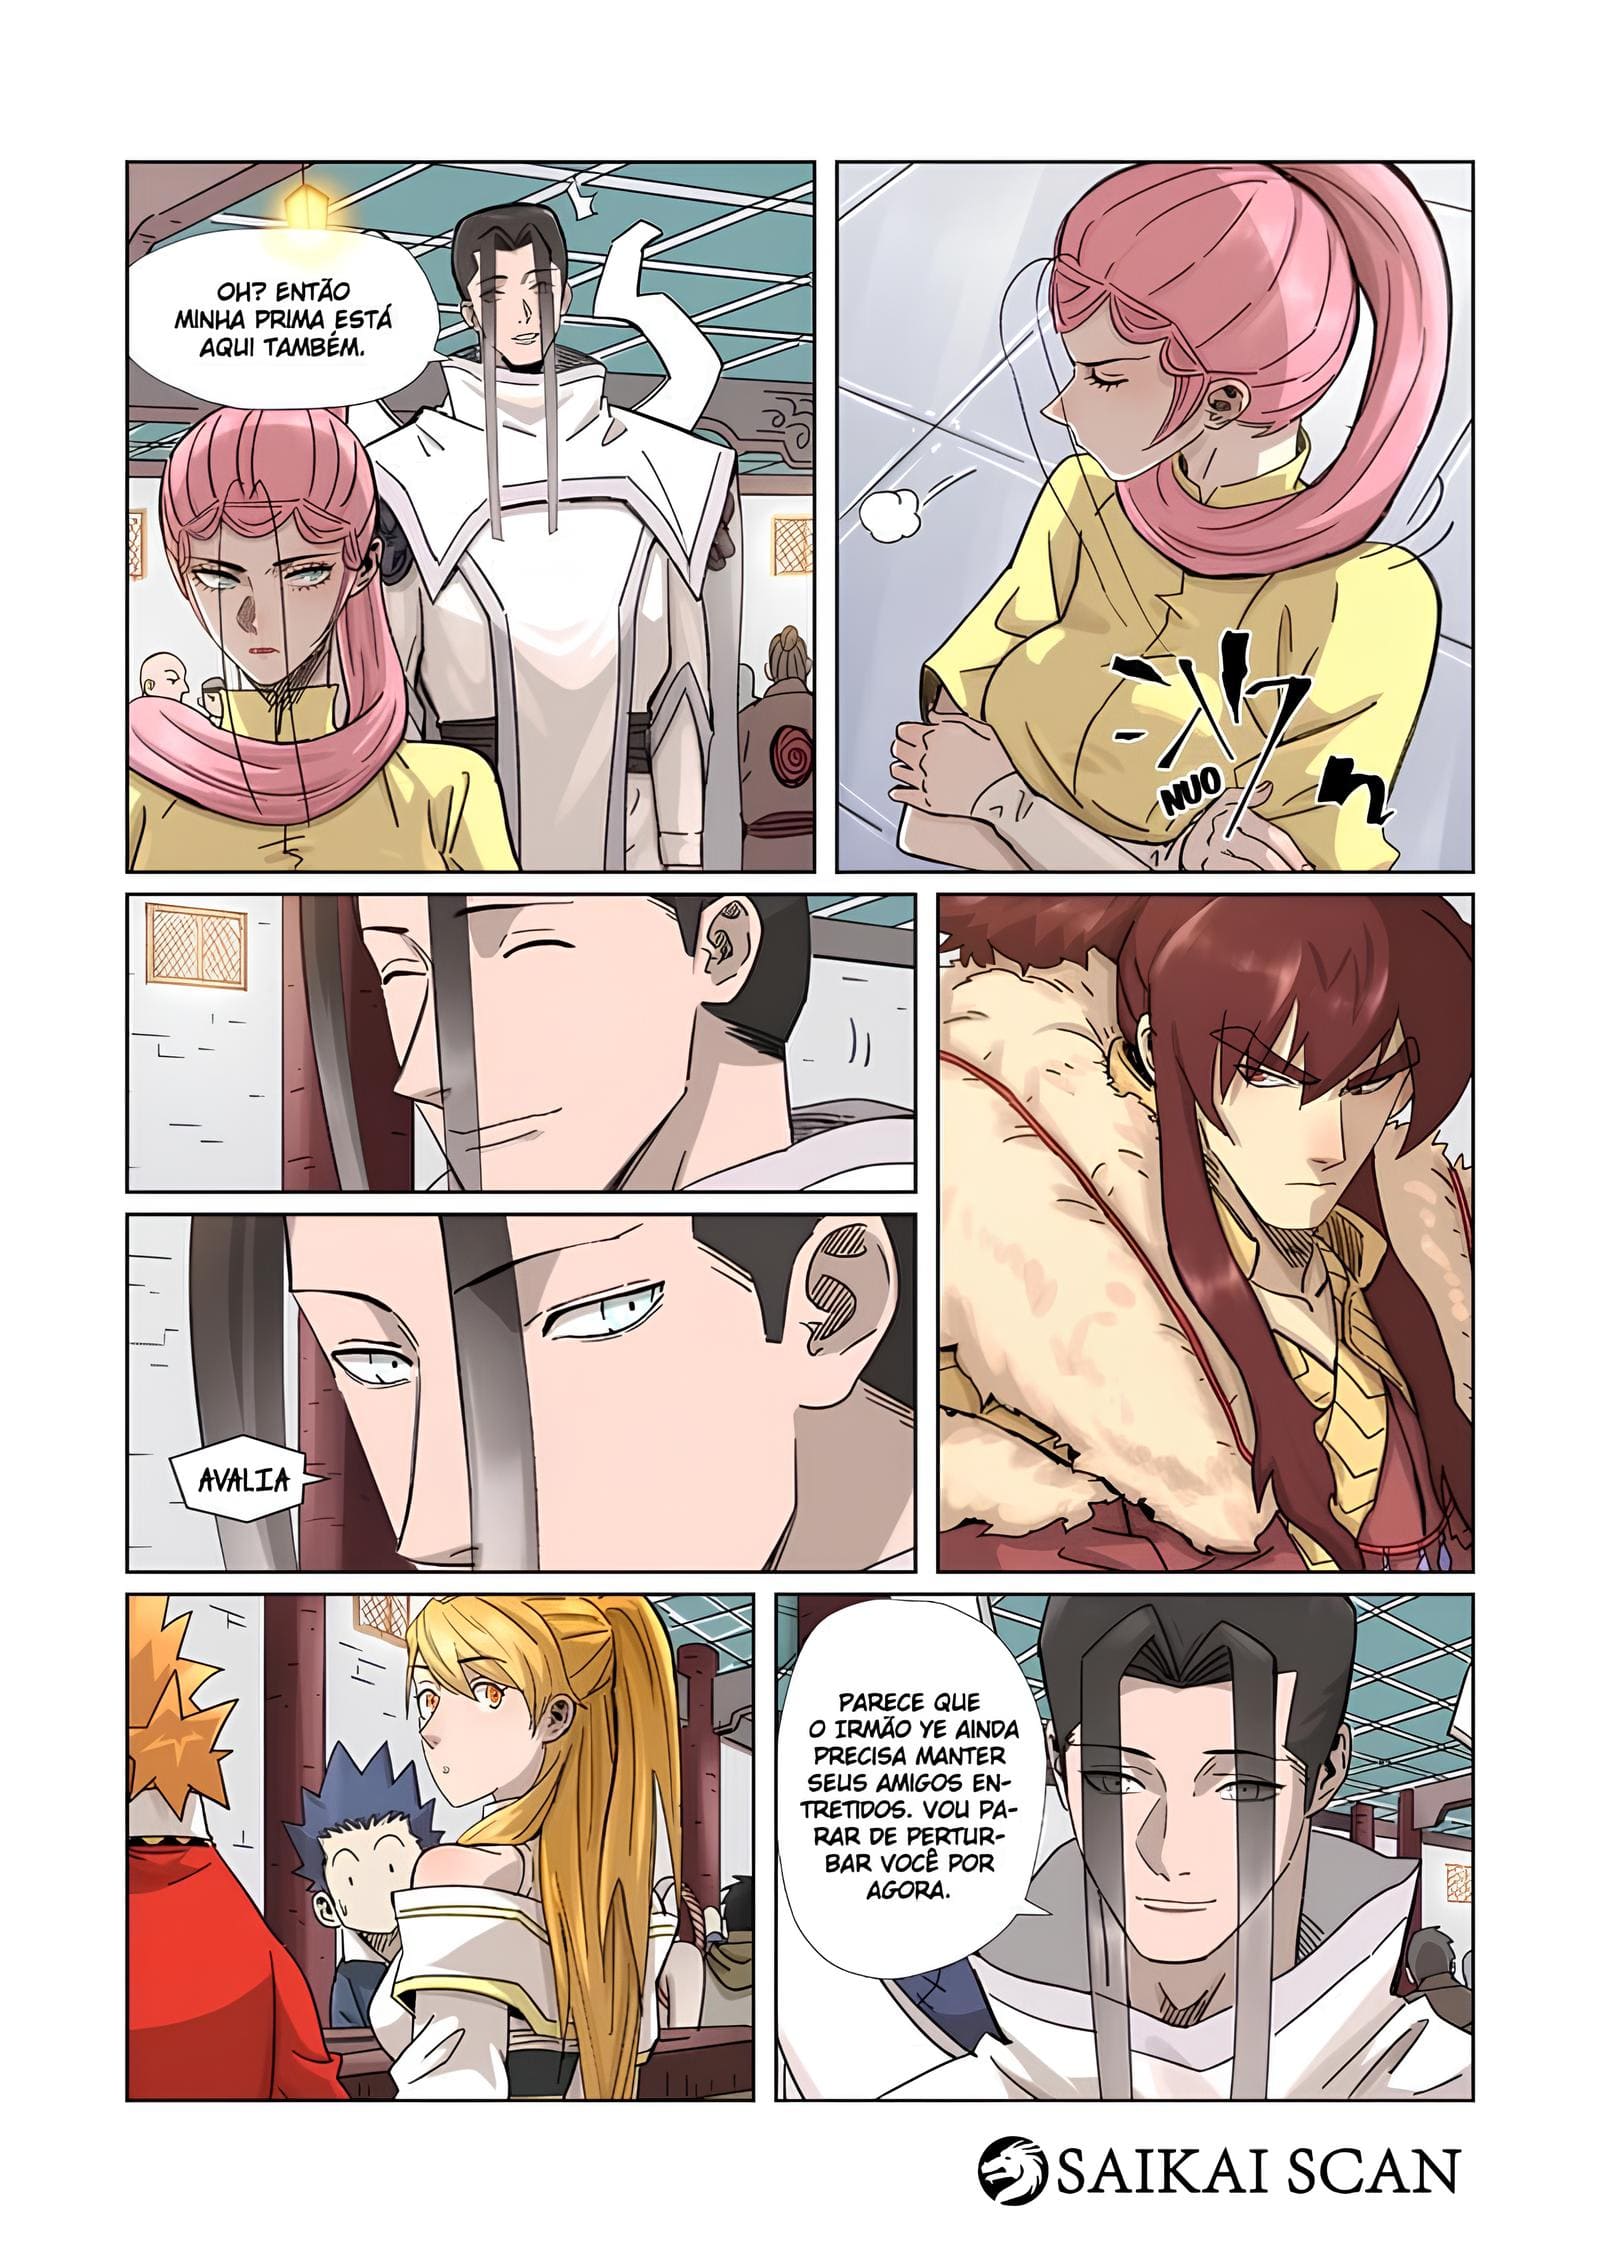 OH? ENTÃO
MINHA PRIMA ESTÁ
AQUI TAMBÉM.
NUO
AVALIA
PARECE QUE
O IRMÃO YE AINDA
PRECISA MANTER
SEUS AMIGOS EN-
TRETIDOS. VOU PA-
RAR DE PERTUR-
BAR VOCÊ POR
AGORA.
SAIKAI SCAN